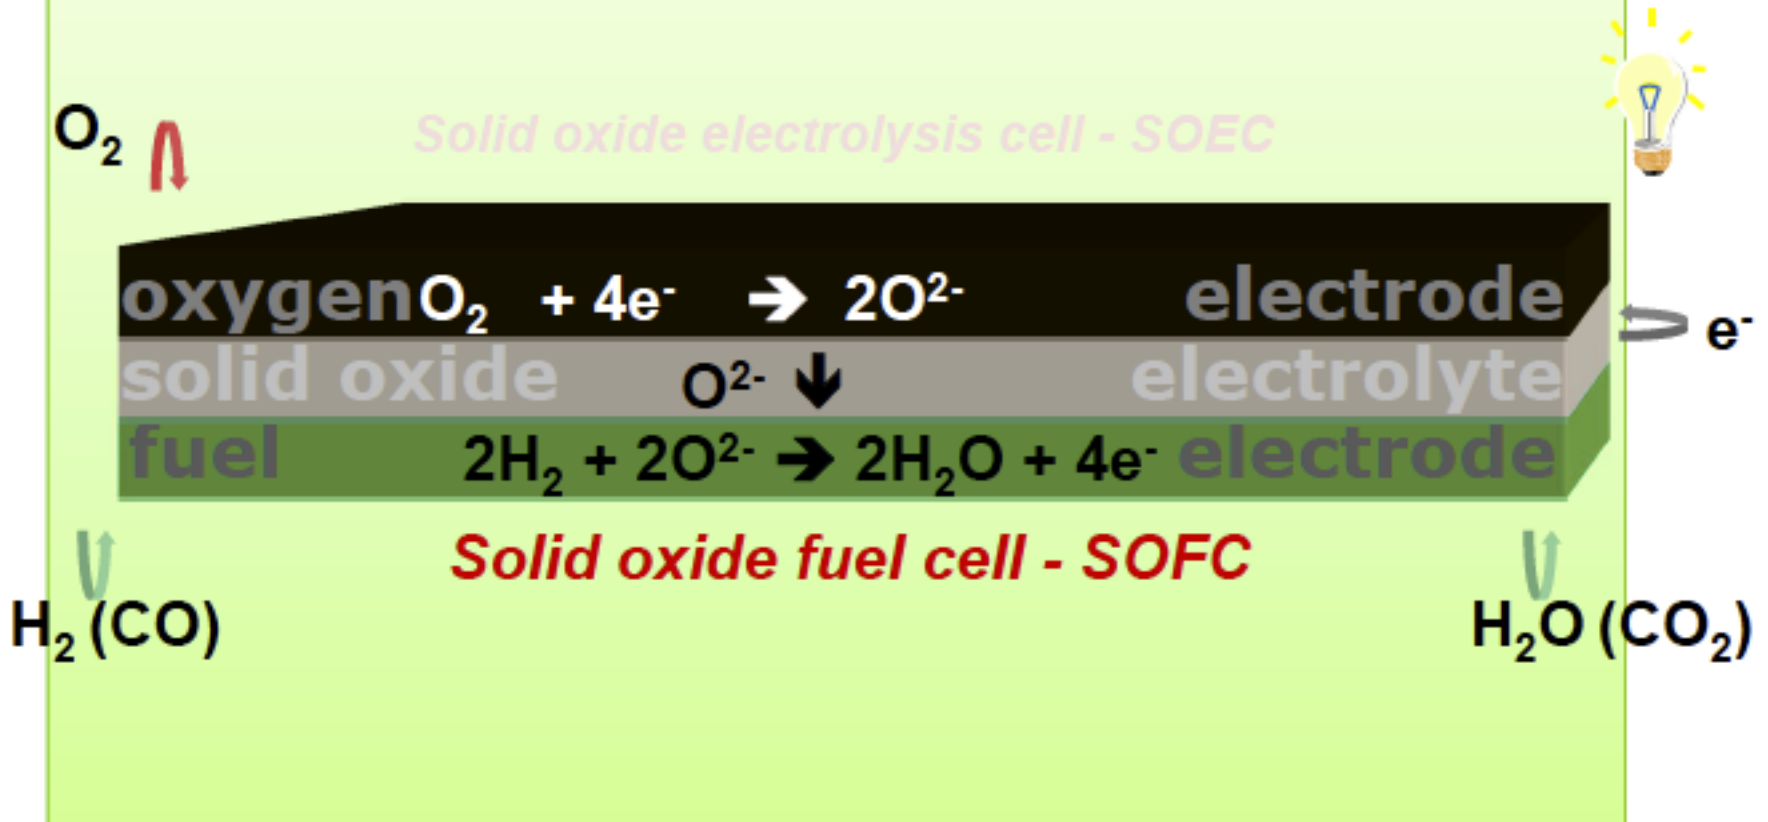 O₂
Solid oxide electrolysis cell - SOEC
oxygen O₂ + 4e⁻ ➔ 2O²⁻ electrode
e⁻
solid oxide O²⁻ 🡇 electrolyte
fuel 2H₂ + 2O²⁻ ➔ 2H₂O + 4e⁻ electrode
Solid oxide fuel cell - SOFC
H₂ (CO)
H₂O (CO₂)